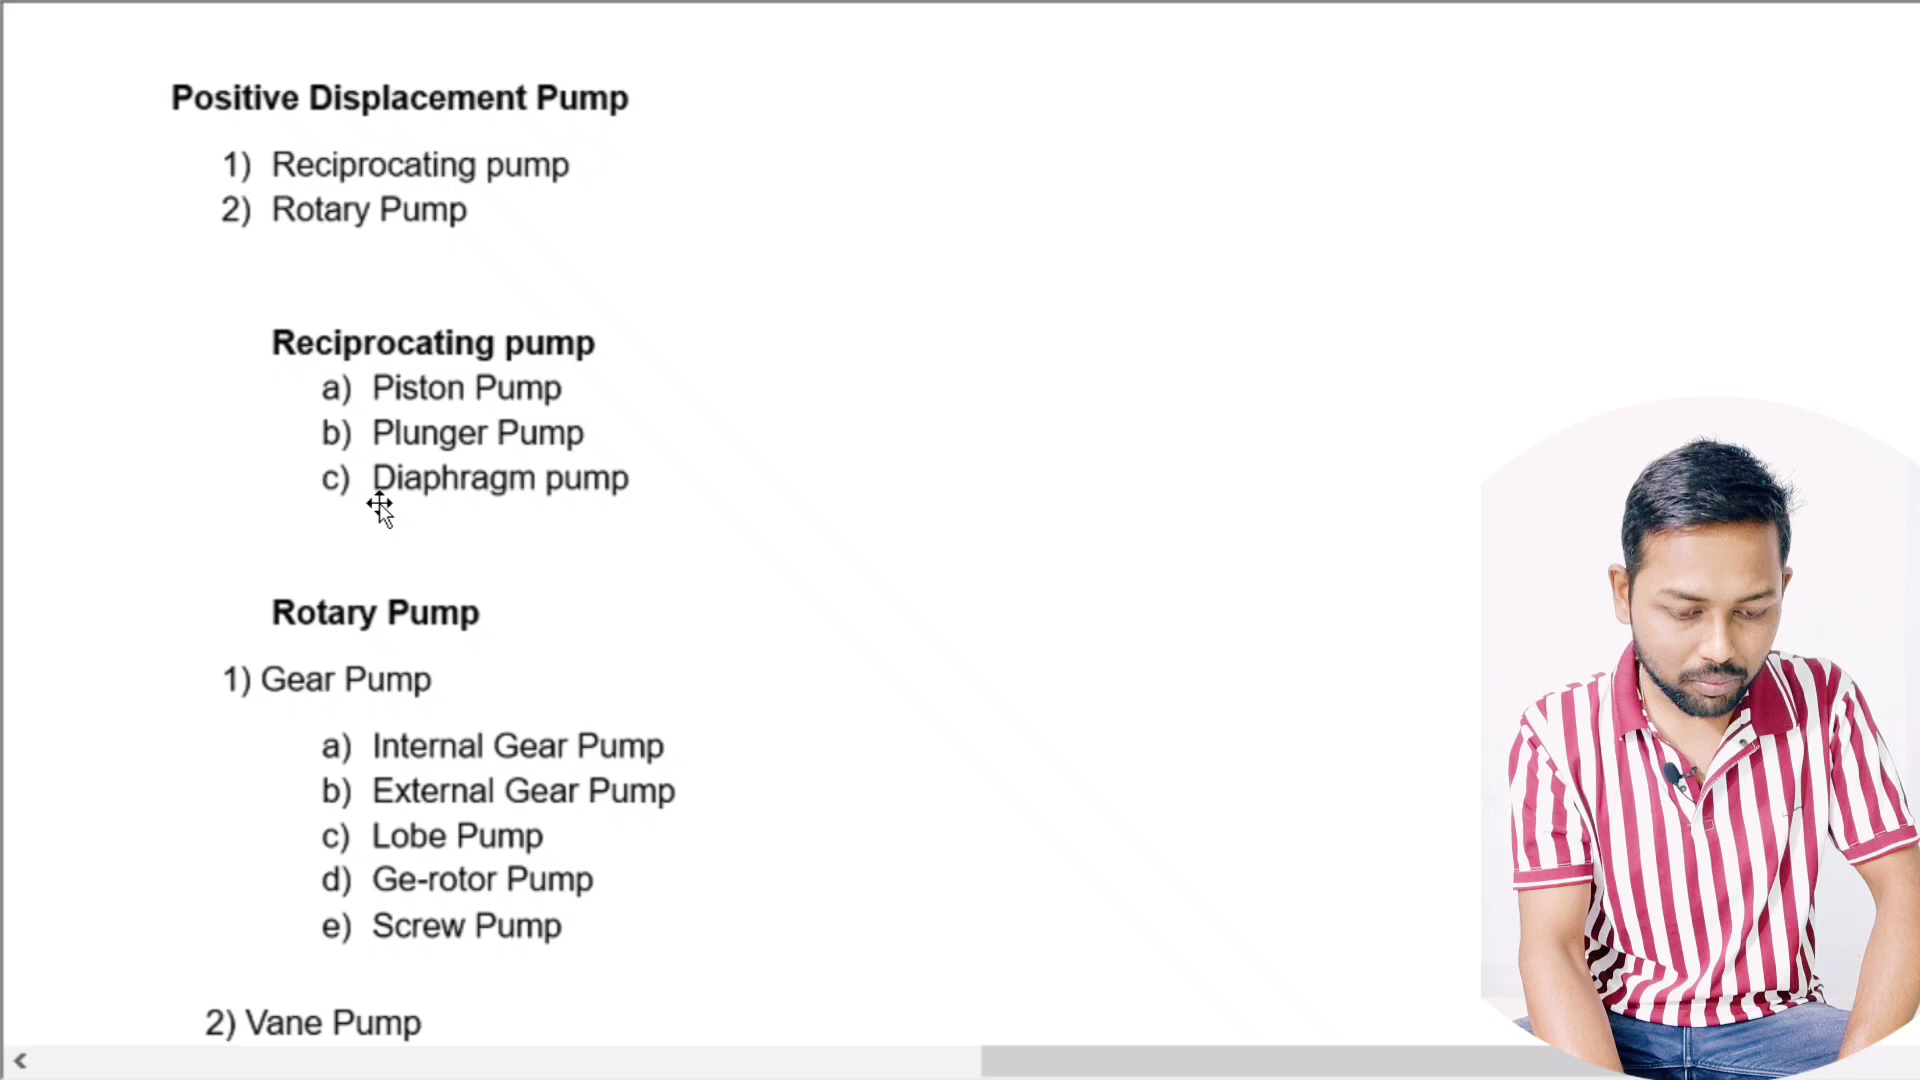 Positive Displacement Pump
1) Reciprocating pump
2) Rotary Pump
Reciprocating pump
a) Piston Pump
b) Plunger Pump
c) Diaphragm pump
Rotary Pump
1) Gear Pump
a) Internal Gear Pump
b) External Gear Pump
c) Lobe Pump
d) Ge-rotor Pump
e) Screw Pump
2) Vane Pump